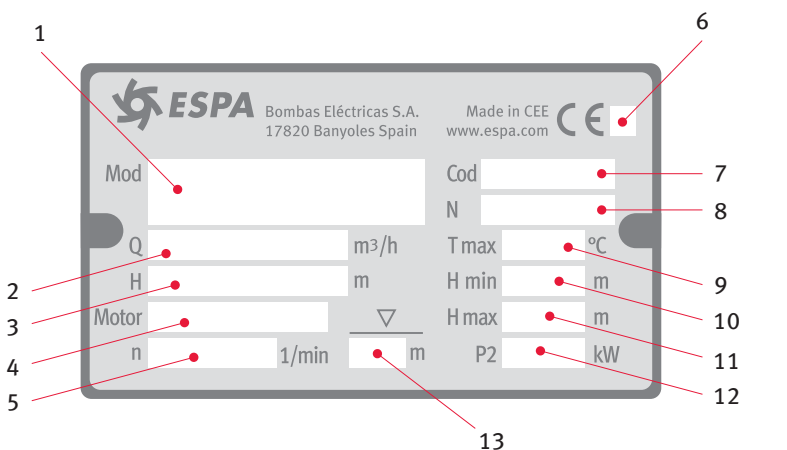 1
6
ESPA
Bombas Eléctricas S.A.
17820 Banyoles Spain
Made in CEE
www.espa.com
CE
Mod
Cod
7
N
8
Q
m3/h
T max
°C
9
2
H
m
H min
m
10
3
Motor
H max
m
11
4
n
1/min
m
P2
kW
12
5
13